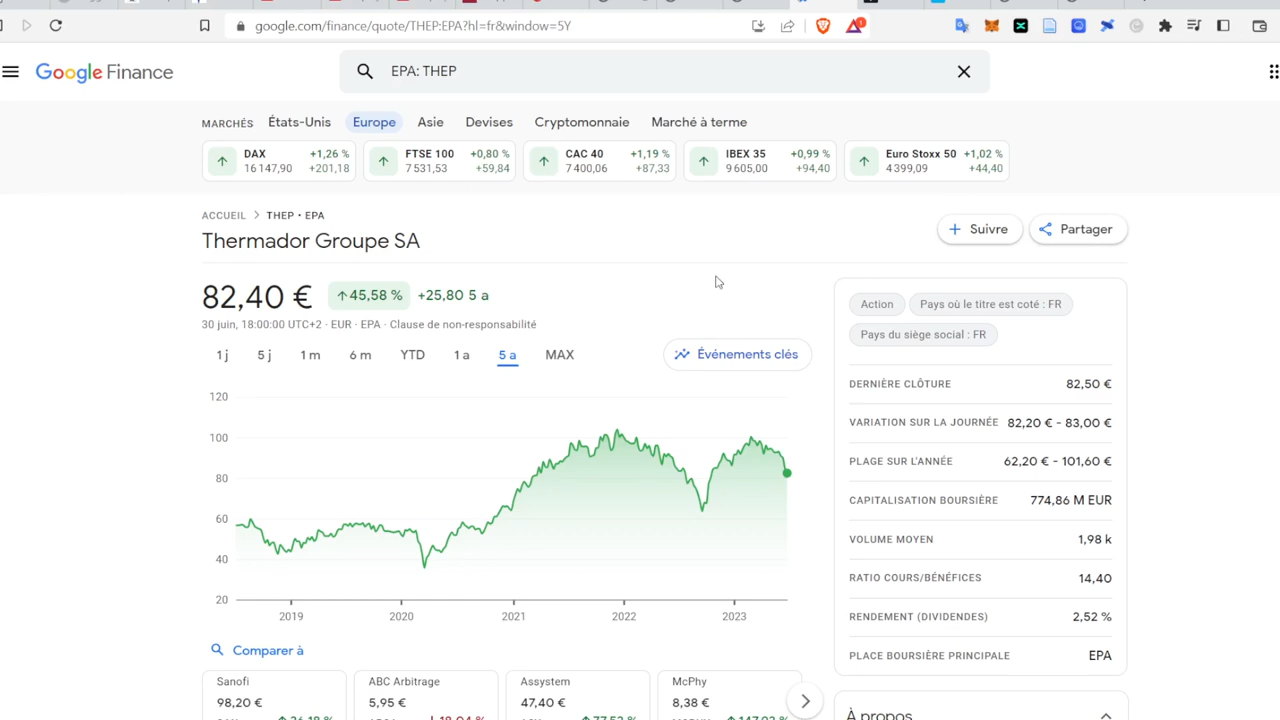 google.com/finance/quote/THEP:EPA?hl=fr&window=5Y
1
Google Finance
EPA: THEP
MARCHÉS États-Unis Europe Asie Devises Cryptomonnaie Marché à terme
DAX +1,26 %
16 147,90 +201,18
FTSE 100 +0,80 %
7 531,53 +59,84
CAC 40 +1,19 %
7 400,06 +87,33
IBEX 35 +0,99 %
9 605,00 +94,40
Euro Stoxx 50 +1,02 %
4 399,09 +44,40
ACCUEIL > THEP • EPA
Thermador Groupe SA
+ Suivre
Partager
82,40 € ↑45,58 % +25,80 5 a
30 juin, 18:00:00 UTC+2 · EUR · EPA · Clause de non-responsabilité
1 j 5 j 1 m 6 m YTD 1 a 5 a MAX
Événements clés
120
100
80
60
40
20
2019 2020 2021 2022 2023
Comparer à
Sanofi
98,20 €
ABC Arbitrage
5,95 €
Assystem
47,40 €
McPhy
8,38 €
Action
Pays où le titre est coté : FR
Pays du siège social : FR
DERNIÈRE CLÔTURE 82,50 €
VARIATION SUR LA JOURNÉE 82,20 € - 83,00 €
PLAGE SUR L'ANNÉE 62,20 € - 101,60 €
CAPITALISATION BOURSIÈRE 774,86 M EUR
VOLUME MOYEN 1,98 k
RATIO COURS/BÉNÉFICES 14,40
RENDEMENT (DIVIDENDES) 2,52 %
PLACE BOURSIÈRE PRINCIPALE EPA
À propos